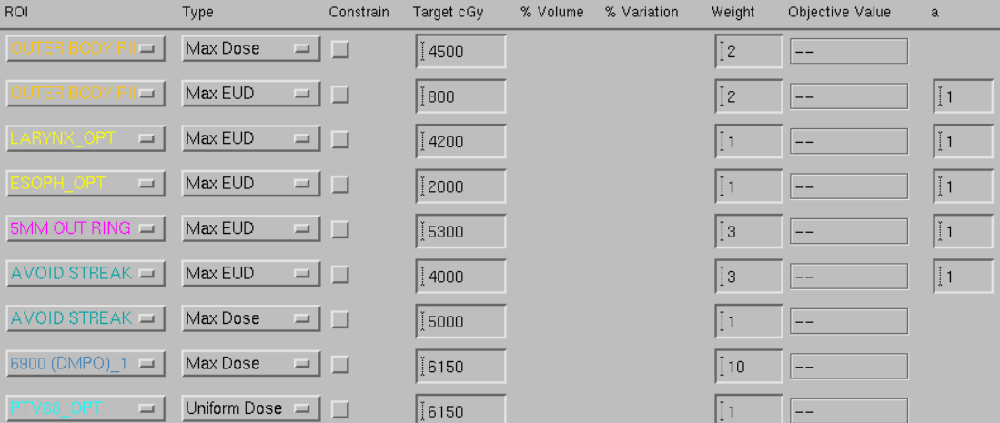 ROI Type Constrain Target cGy % Volume % Variation Weight Objective Value a
OUTER BODY RI Max Dose 4500 2 --
OUTER BODY RI Max EUD 800 2 -- 1
LARYNX_OPT Max EUD 4200 1 -- 1
ESOPH_OPT Max EUD 2000 1 -- 1
5MM OUT RING Max EUD 5300 3 -- 1
AVOID STREAK Max EUD 4000 3 -- 1
AVOID STREAK Max Dose 5000 1 --
6900 (DMPO)_1 Max Dose 6150 10 --
PTV60_OPT Uniform Dose 6150 1 --